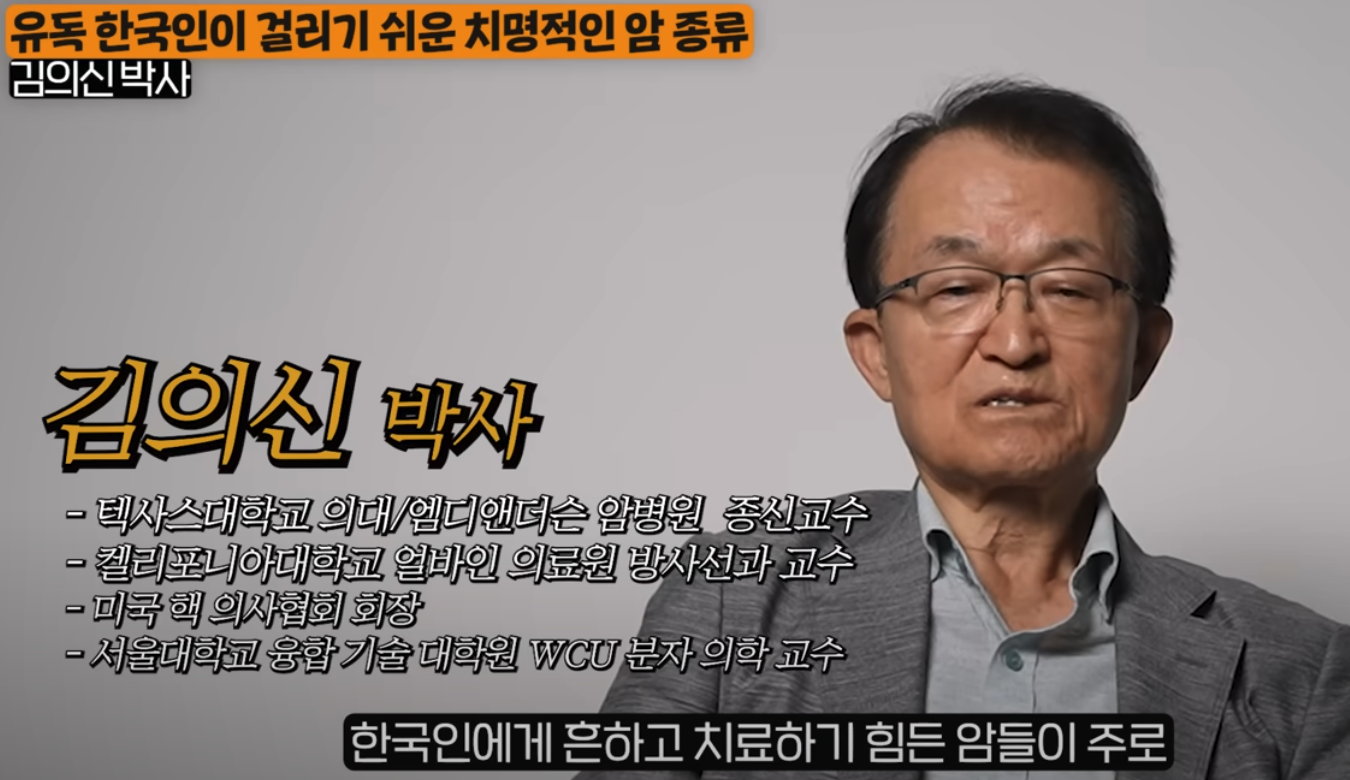 유독 한국인이 걸리기 쉬운 치명적인 암 종류
김의신 박사
김의신 박사
- 텍사스대학교 의대/엠디앤더슨 암병원 종신교수
- 켈리포니아대학교 얼바인 의료원 방사선과 교수
- 미국 핵 의사협회 회장
- 서울대학교 융합 기술 대학원 WCU 분자 의학 교수
한국인에게 흔하고 치료하기 힘든 암들이 주로